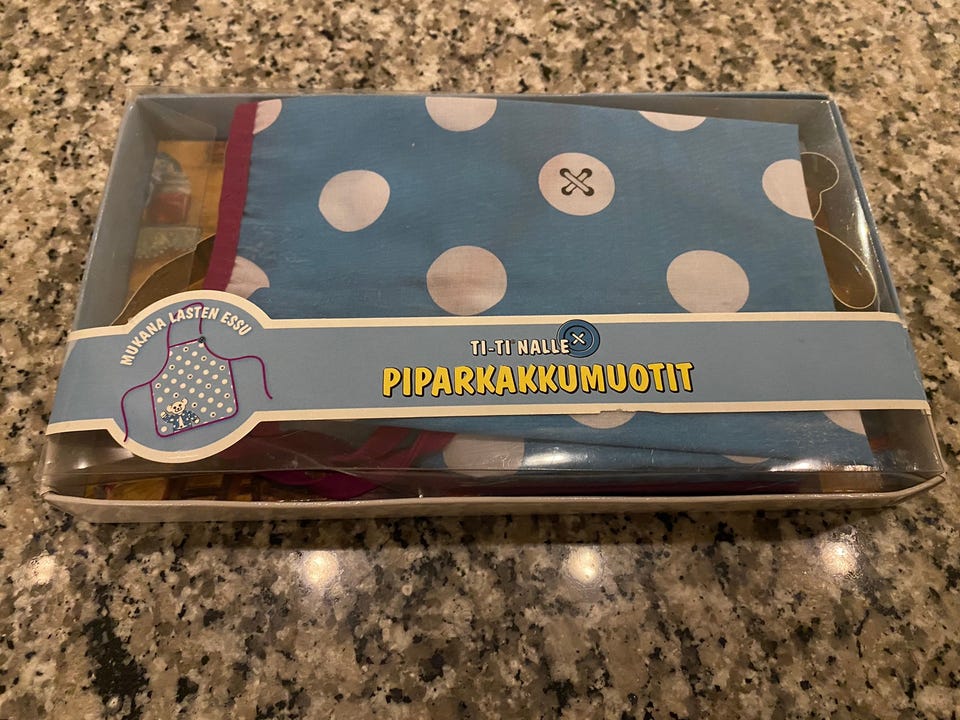 MUKANA LASTEN ESSU
TI-TI NALLE
PIPARKAKKUMUOTIT